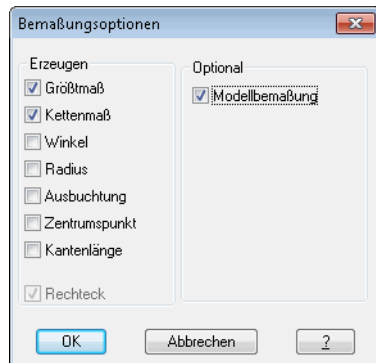 Bemaßungsoptionen
Erzeugen
Größtmaß
Kettenmaß
Winkel
Radius
Ausbuchtung
Zentrumspunkt
Kantenlänge
Rechteck
Optional
Modellbemaßung
OK
Abbrechen
?